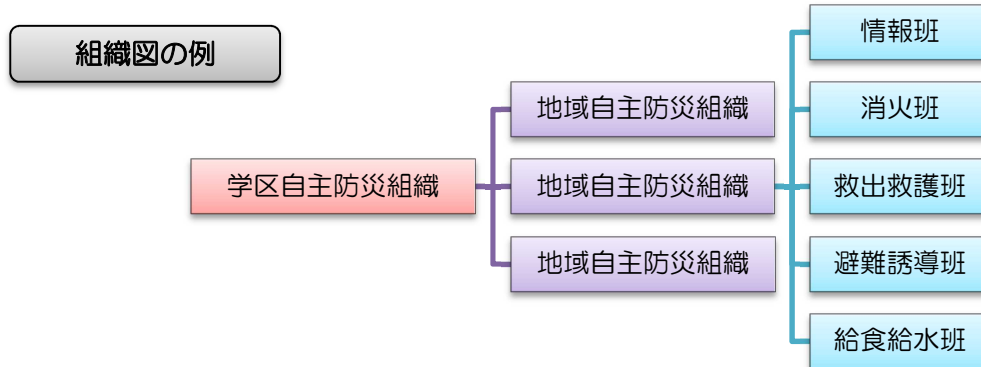 組織図の例
学区自主防災組織
地域自主防災組織
地域自主防災組織
地域自主防災組織
情報班
消火班
救出救護班
避難誘導班
給食給水班